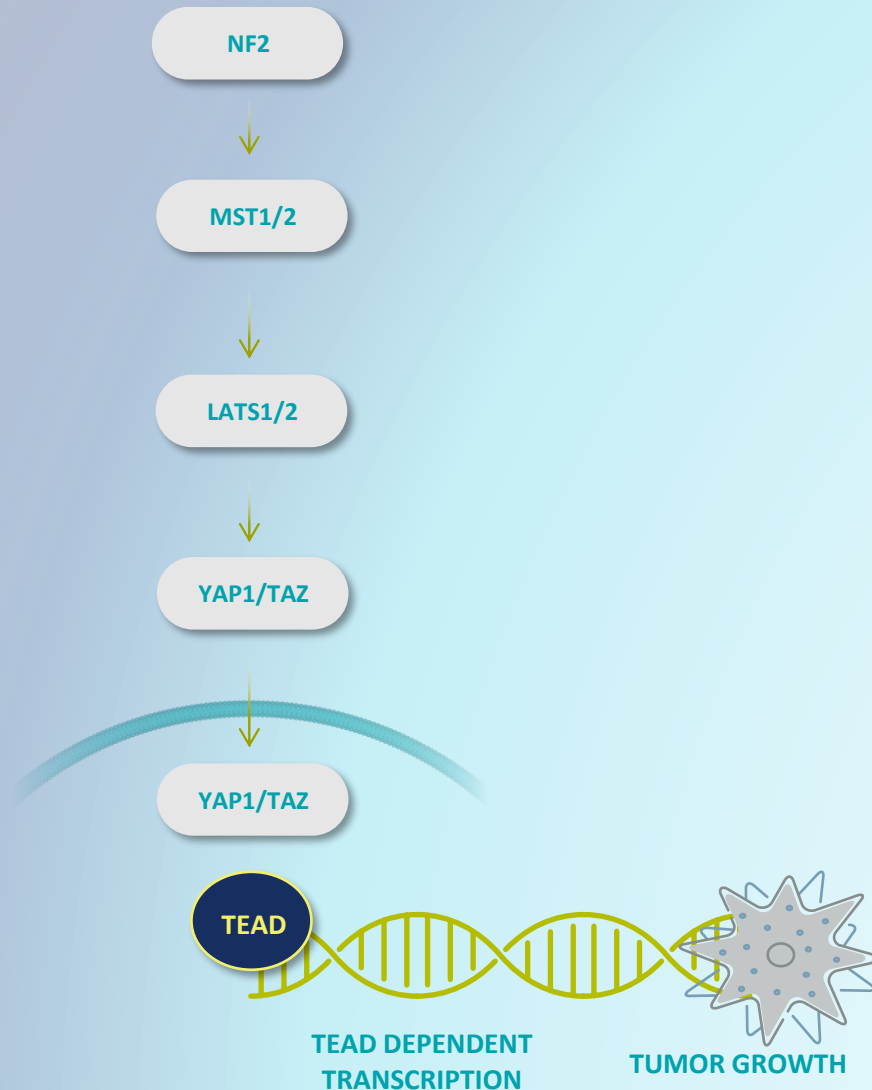 NF2
MST1/2
LATS1/2
YAP1/TAZ
YAP1/TAZ
TEAD
TEAD DEPENDENT
TRANSCRIPTION
TUMOR GROWTH